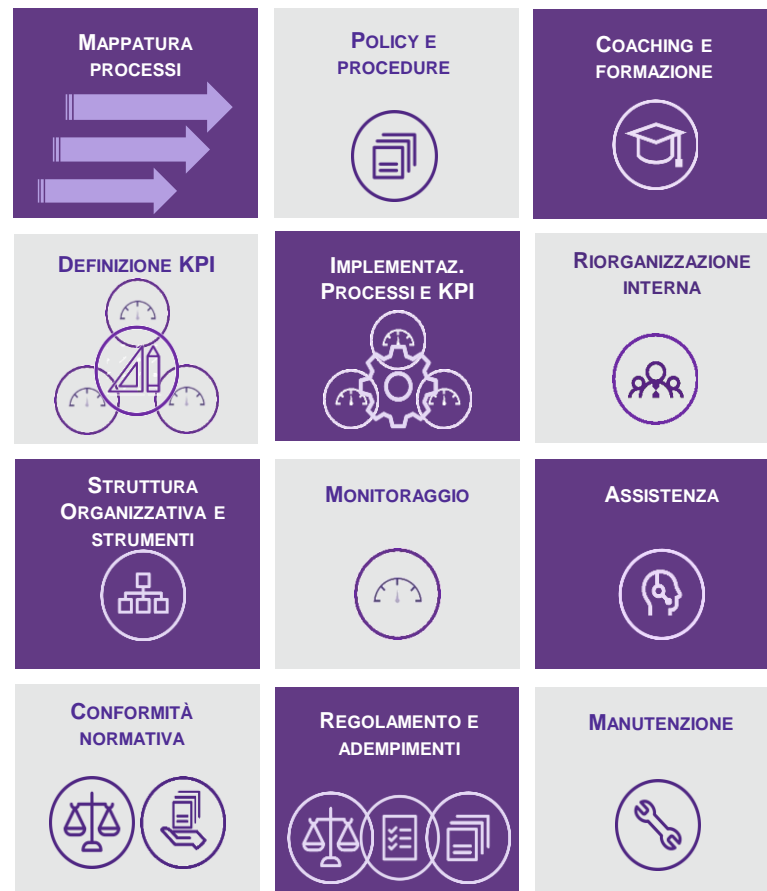 MAPPATURA
PROCESSI
POLICY E
PROCEDURE
COACHING E
FORMAZIONE
DEFINIZIONE KPI
IMPLEMENTAZ.
PROCESSI E KPI
RIORGANIZZAZIONE
INTERNA
STRUTTURA
ORGANIZZATIVA E
STRUMENTI
MONITORAGGIO
ASSISTENZA
CONFORMITÀ
NORMATIVA
REGOLAMENTO E
ADEMPIMENTI
MANUTENZIONE